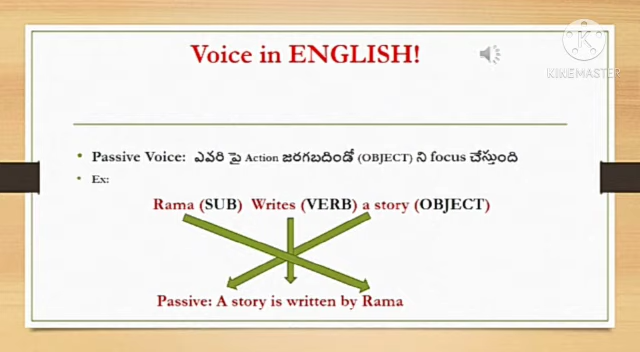 Voice in ENGLISH!
KINEMASTER
• Passive Voice: ఎవరి పై Action జరగబడిందో (OBJECT) ని focus చేస్తుంది
• Ex:
Rama (SUB) Writes (VERB) a story (OBJECT)
Passive: A story is written by Rama